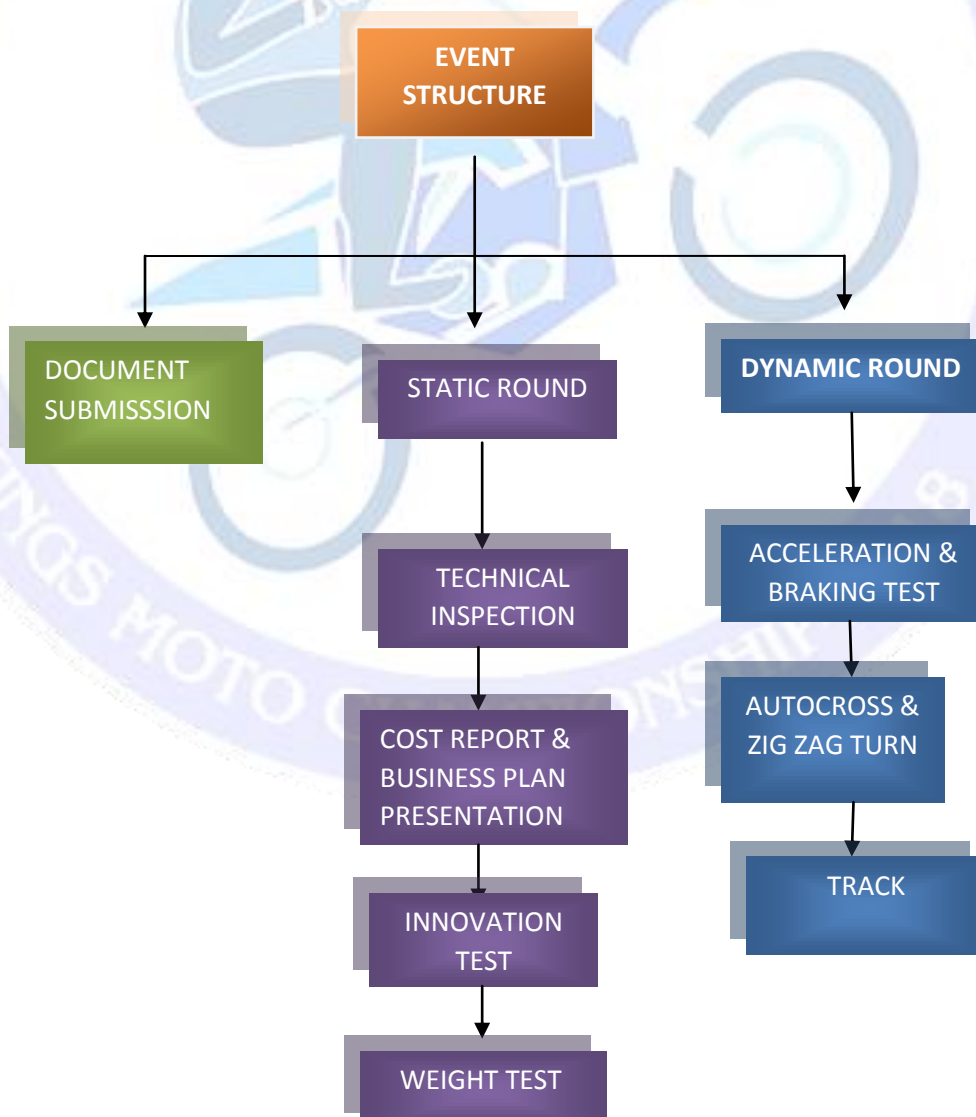 EVENT
STRUCTURE
DOCUMENT
SUBMISSSION
STATIC ROUND
DYNAMIC ROUND
TECHNICAL
INSPECTION
ACCELERATION &
BRAKING TEST
COST REPORT &
BUSINESS PLAN
PRESENTATION
AUTOCROSS &
ZIG ZAG TURN
INNOVATION
TEST
TRACK
WEIGHT TEST
MOTO